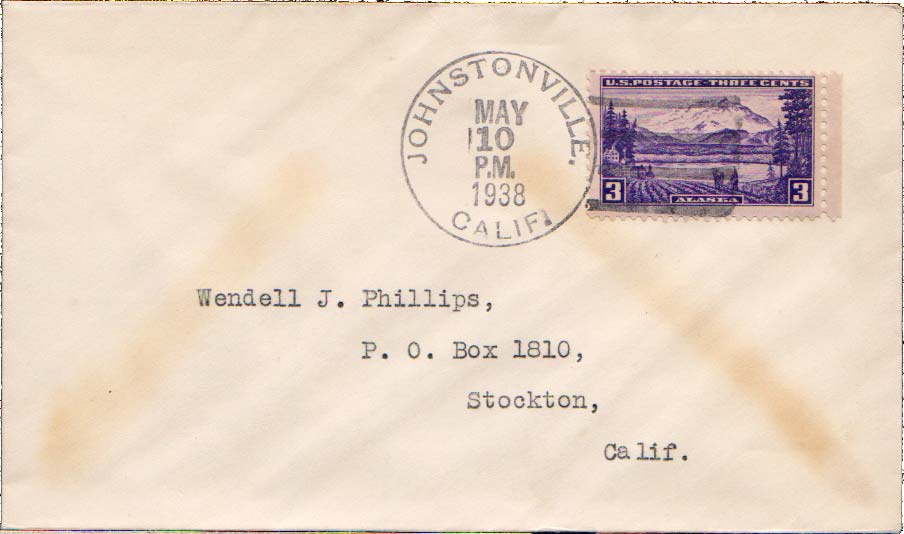 JOHNSTONVILLE.
MAY
10
P.M.
1938
CALIF.
U.S. POSTAGE-THREE CENTS
3 ALASKA 3
Wendell J. Phillips,
P. O. Box 1810,
Stockton,
Calif.